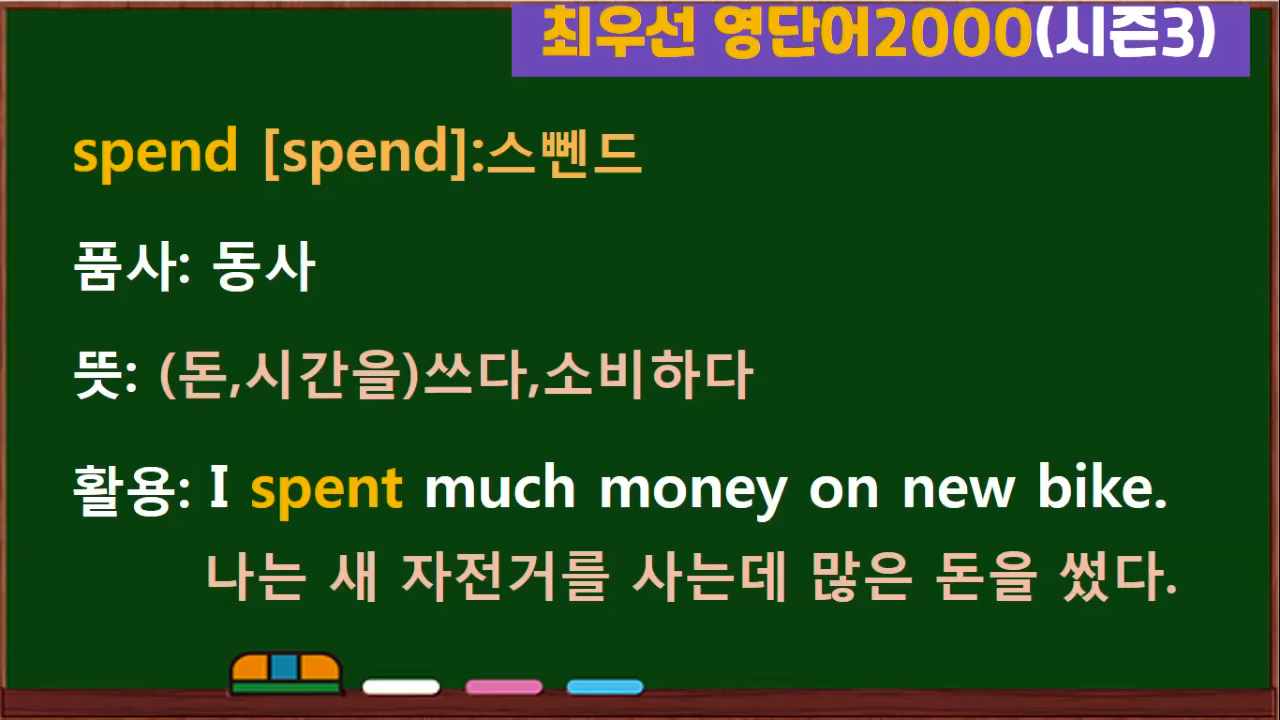 최우선 영단어2000(시즌3)
spend [spend]:스뻰드
품사: 동사
뜻: (돈,시간을)쓰다,소비하다
활용: I spent much money on new bike.
나는 새 자전거를 사는데 많은 돈을 썼다.